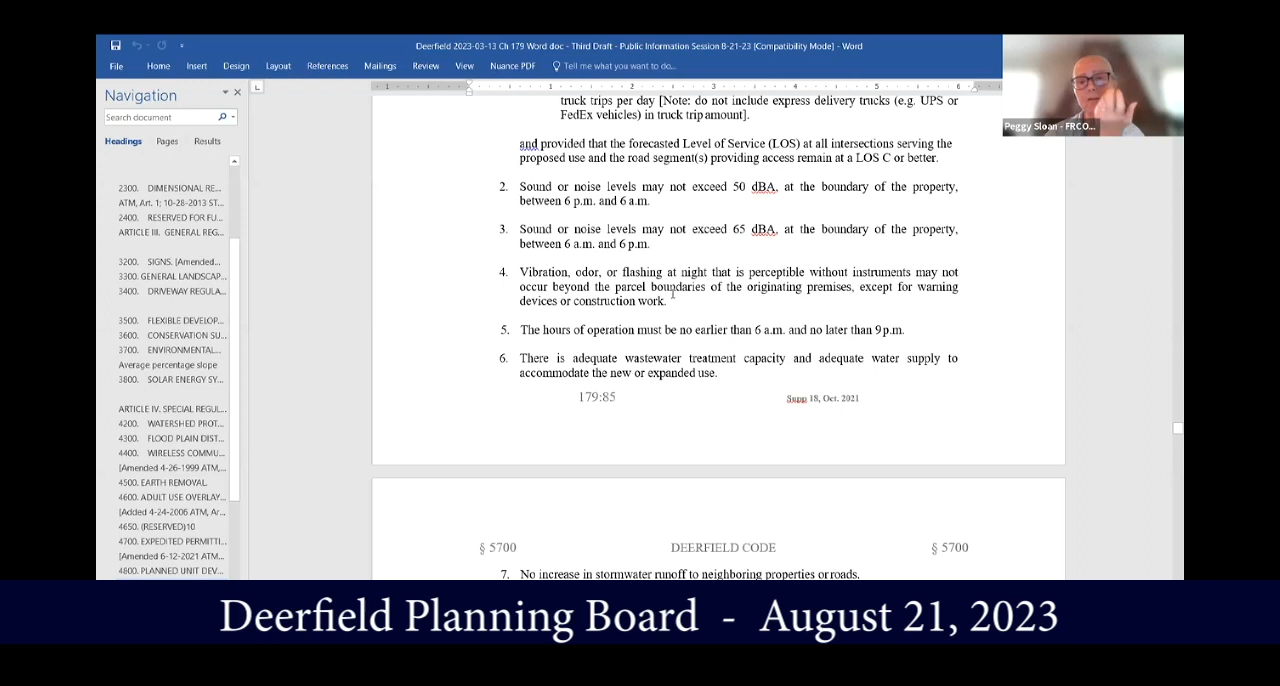 Deerfield 2023-03-13 Ch 179 Word doc - Third Draft - Public Information Session 8-21-23 [Compatibility Mode] - Word
File Home Insert Design Layout References Mailings Review View Nuance PDF Tell me what you want to do...
Navigation
Search document
Headings Pages Results
2300. DIMENSIONAL RE...
ATM, Art. 1; 10-28-2013 ST...
2400. RESERVED FOR FU...
ARTICLE III. GENERAL REG...
3200. SIGNS. [Amended...
3300. GENERAL LANDSCAP...
3400. DRIVEWAY REGULA...
3500. FLEXIBLE DEVELOP...
3600. CONSERVATION SU...
3700. ENVIRONMENTAL...
Average percentage slope
3800. SOLAR ENERGY SY...
ARTICLE IV. SPECIAL REGUL...
4200. WATERSHED PROT...
4300. FLOOD PLAIN DIST...
4400. WIRELESS COMMU...
[Amended 4-26-1999 ATM,...
4500. EARTH REMOVAL.
4600. ADULT USE OVERLAY...
[Added 4-24-2006 ATM, Ar...
4650. (RESERVED)10
4700. EXPEDITED PERMITTI...
[Amended 6-12-2021 ATM...
4800. PLANNED UNIT DEV...
1 1 2 3 4 5 6
truck trips per day [Note: do not include express delivery trucks (e.g. UPS or
FedEx vehicles) in truck trip amount].
and provided that the forecasted Level of Service (LOS) at all intersections serving the
proposed use and the road segment(s) providing access remain at a LOS C or better.
2. Sound or noise levels may not exceed 50 dBA, at the boundary of the property,
between 6 p.m. and 6 a.m.
3. Sound or noise levels may not exceed 65 dBA, at the boundary of the property,
between 6 a.m. and 6 p.m.
4. Vibration, odor, or flashing at night that is perceptible without instruments may not
occur beyond the parcel boundaries of the originating premises, except for warning
devices or construction work.
5. The hours of operation must be no earlier than 6 a.m. and no later than 9 p.m.
6. There is adequate wastewater treatment capacity and adequate water supply to
accommodate the new or expanded use.
179:85 Supp 18, Oct. 2021
§ 5700 DEERFIELD CODE § 5700
7. No increase in stormwater runoff to neighboring properties or roads.
Peggy Sloan - FRCO...
Deerfield Planning Board - August 21, 2023